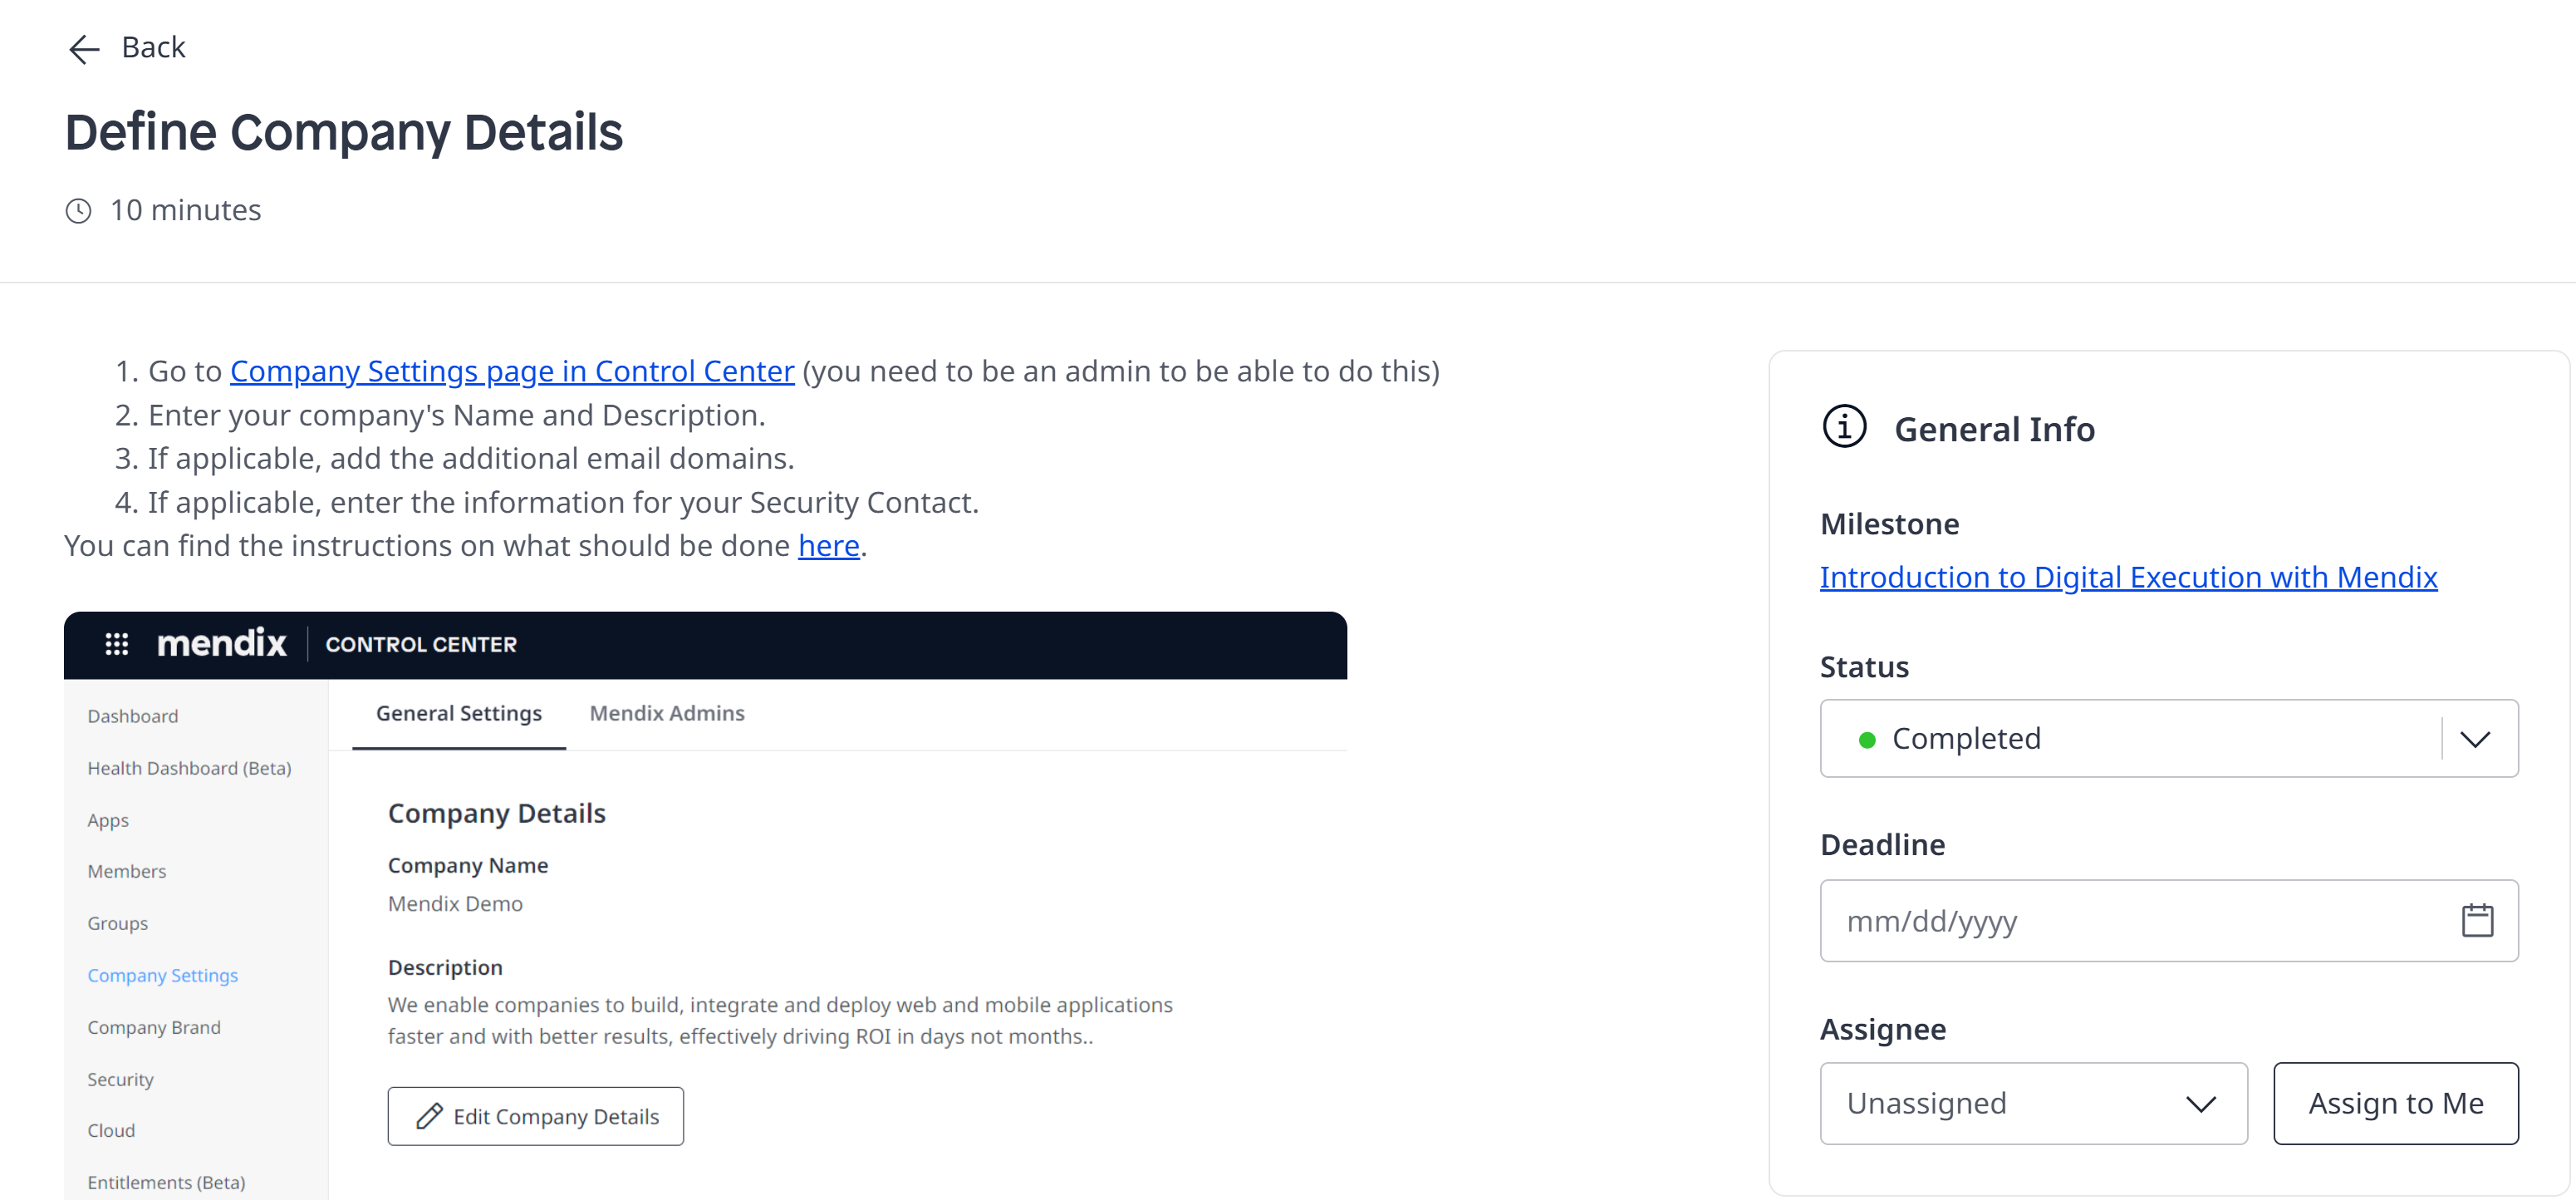 Back
Define Company Details
10 minutes
1. Go to Company Settings page in Control Center (you need to be an admin to be able to do this)
2. Enter your company's Name and Description.
3. If applicable, add the additional email domains.
4. If applicable, enter the information for your Security Contact.
You can find the instructions on what should be done here.
mendix CONTROL CENTER
Dashboard
Health Dashboard (Beta)
Apps
Members
Groups
Company Settings
Company Brand
Security
Cloud
Entitlements (Beta)
General Settings Mendix Admins
Company Details
Company Name
Mendix Demo
Description
We enable companies to build, integrate and deploy web and mobile applications
faster and with better results, effectively driving ROI in days not months..
Edit Company Details
General Info
Milestone
Introduction to Digital Execution with Mendix
Status
Completed
Deadline
mm/dd/yyyy
Assignee
Unassigned Assign to Me